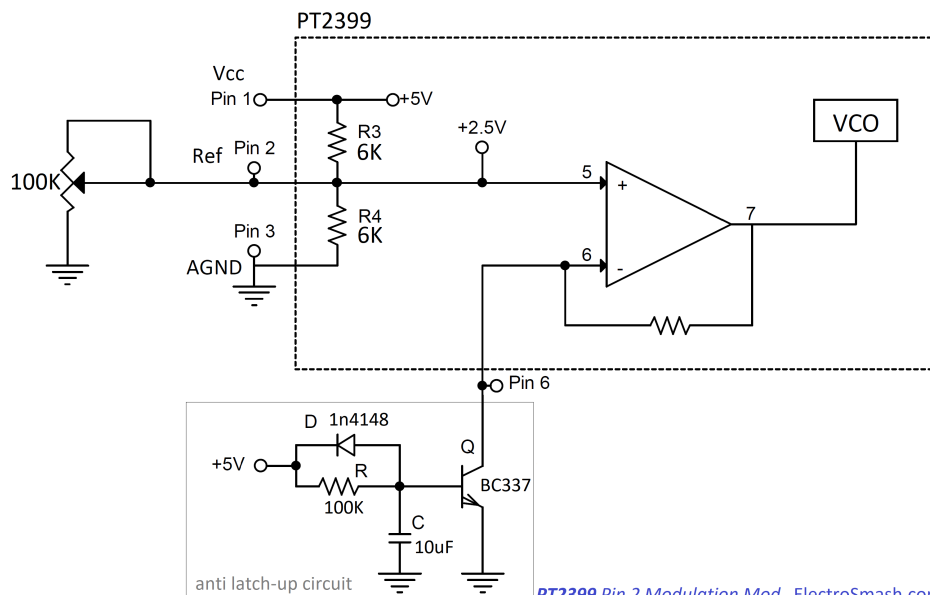 PT2399
Vcc
Pin 1
+5V
R3
6K
+2.5V
VCO
Ref
Pin 2
100K
5
+
7
R4
6K
Pin 3
AGND
6
-
Pin 6
D
1n4148
Q
+5V
R
100K
BC337
C
10uF
anti latch-up circuit
PT2399 Pin 2 Modulation Mod. ElectroSmash.com